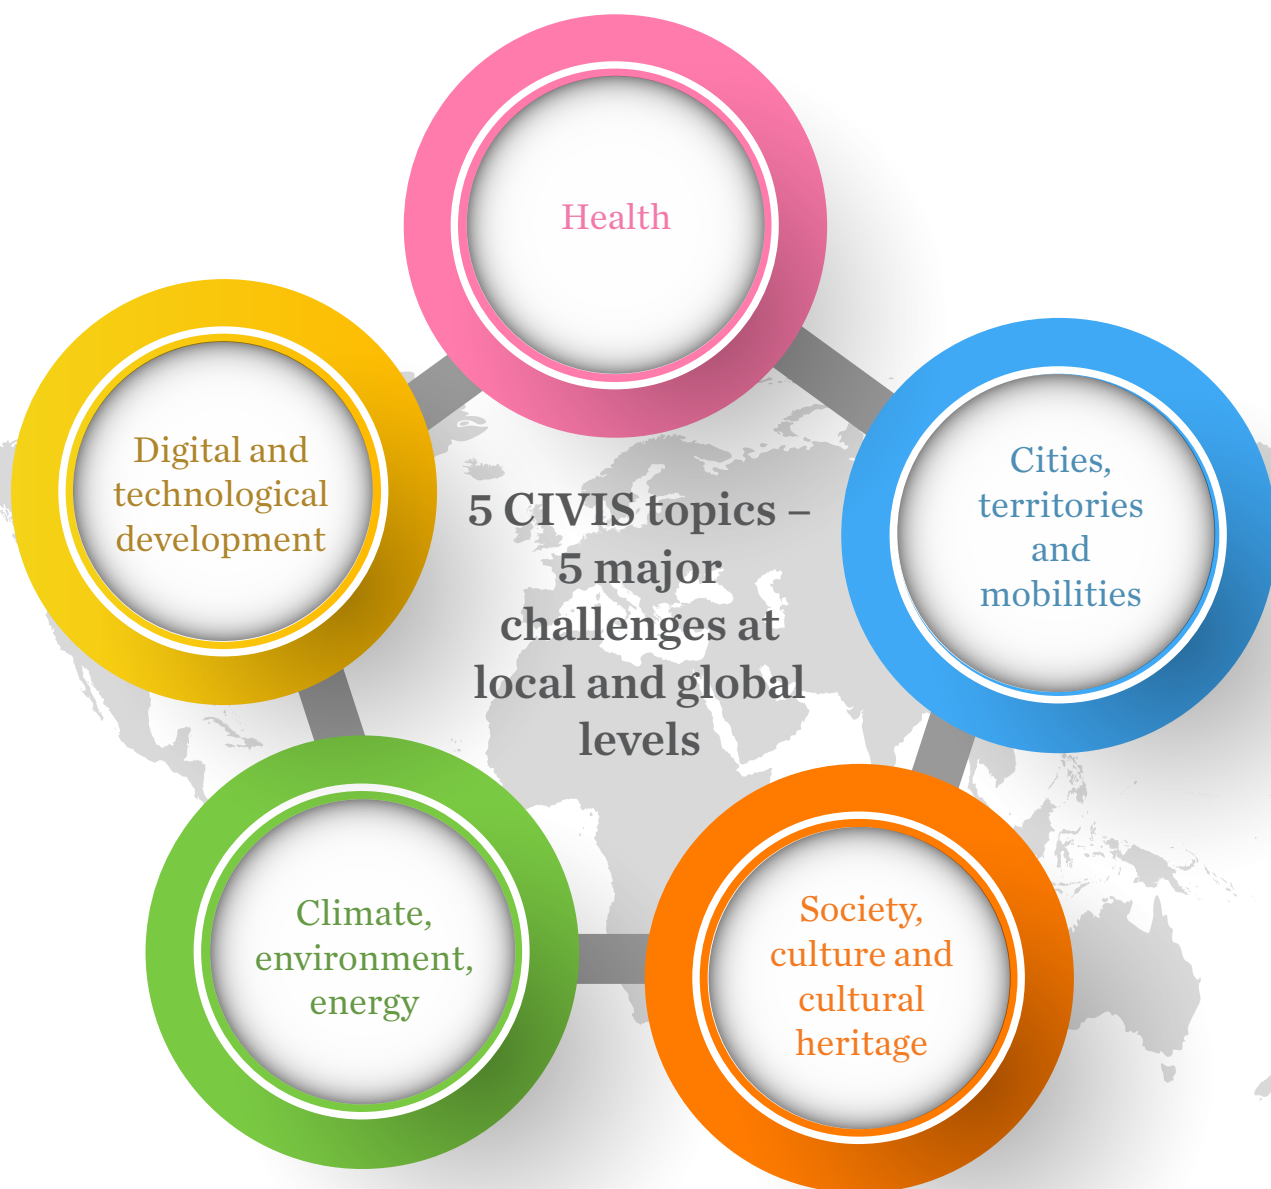 Health
Cities,
territories
and
mobilities
Digital and
technological
development
5 CIVIS topics –
5 major
challenges at
local and global
levels
Climate,
environment,
energy
Society,
culture and
cultural
heritage